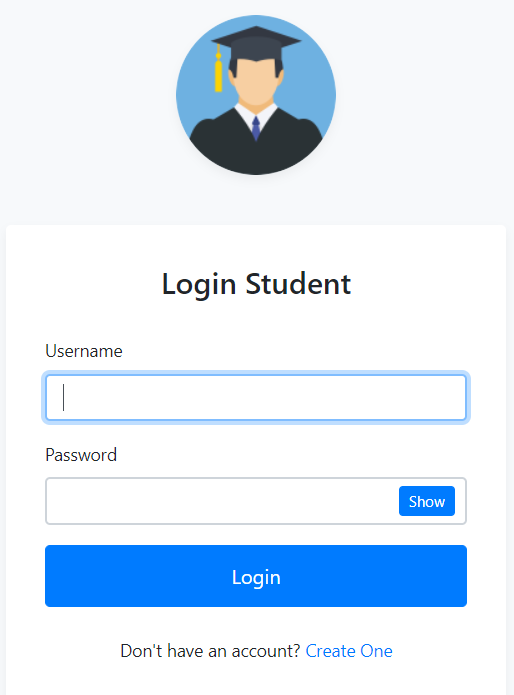 Login Student
Username
Password
Show
Login
Don't have an account? Create One